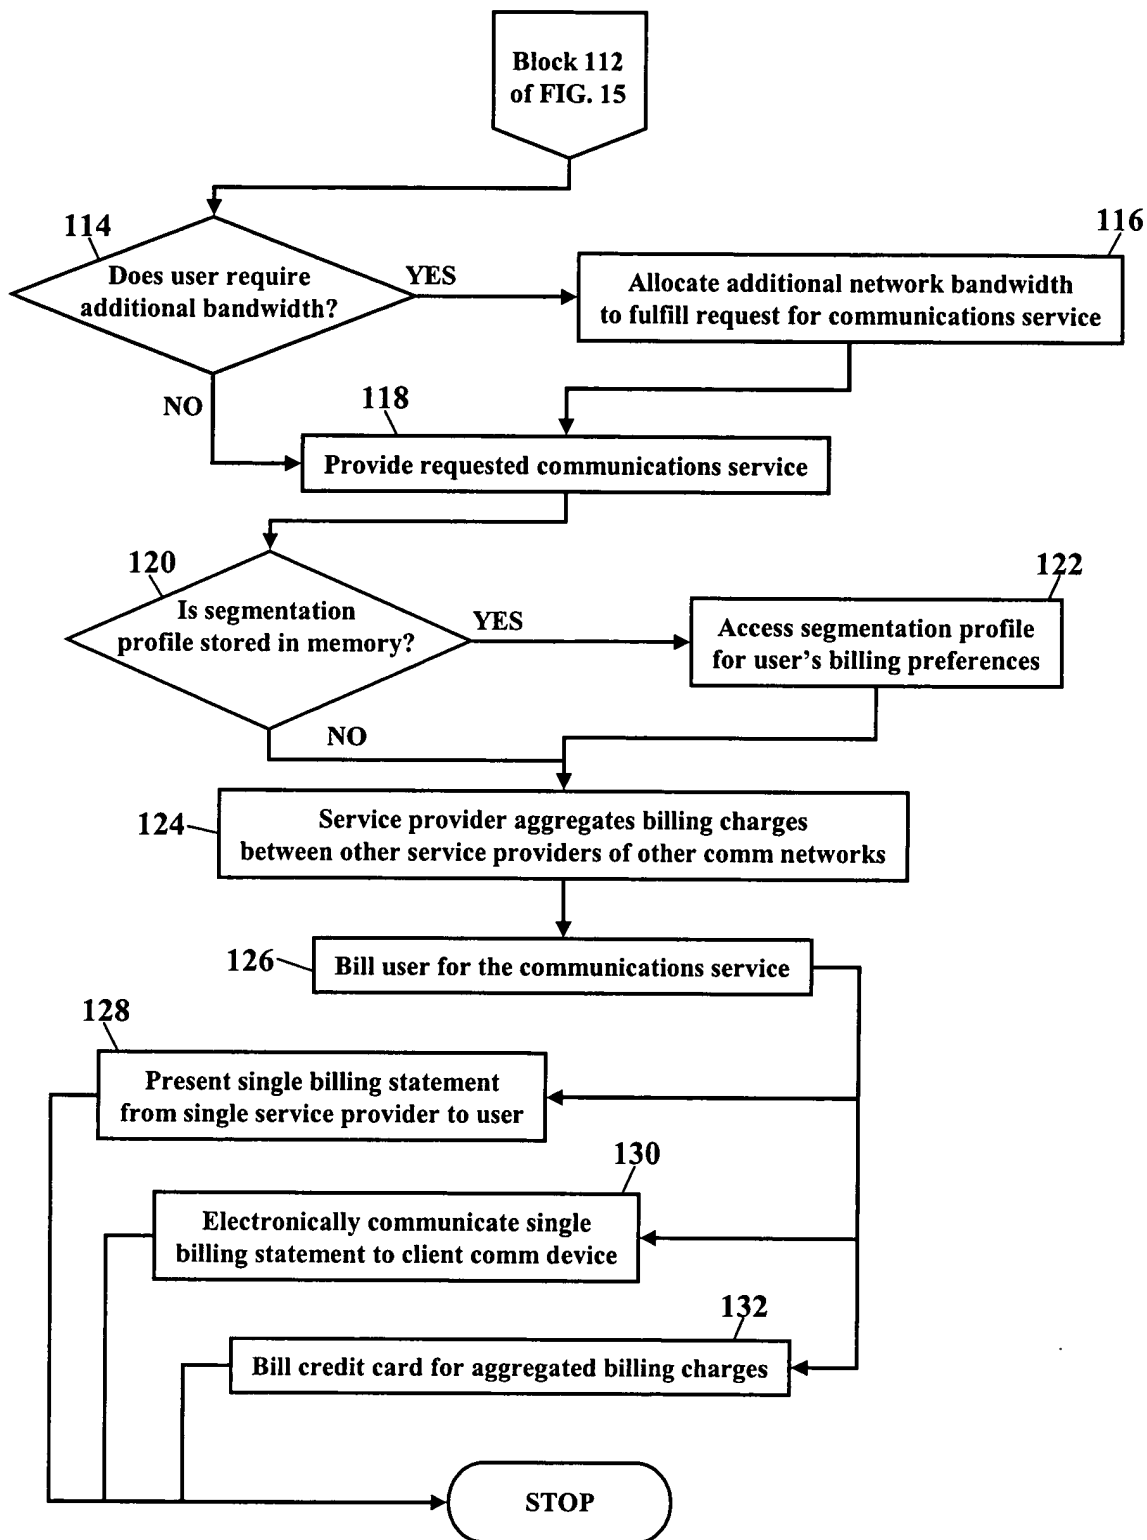 Block 112
of FIG. 15
114
116
Does user require
additional bandwidth?
YES
Allocate additional network bandwidth
to fulfill request for communications service
NO
118
Provide requested communications service
120
122
Is segmentation
profile stored in memory?
YES
Access segmentation profile
for user's billing preferences
NO
124
Service provider aggregates billing charges
between other service providers of other comm networks
126
Bill user for the communications service
128
Present single billing statement
from single service provider to user
130
Electronically communicate single
billing statement to client comm device
132
Bill credit card for aggregated billing charges
STOP